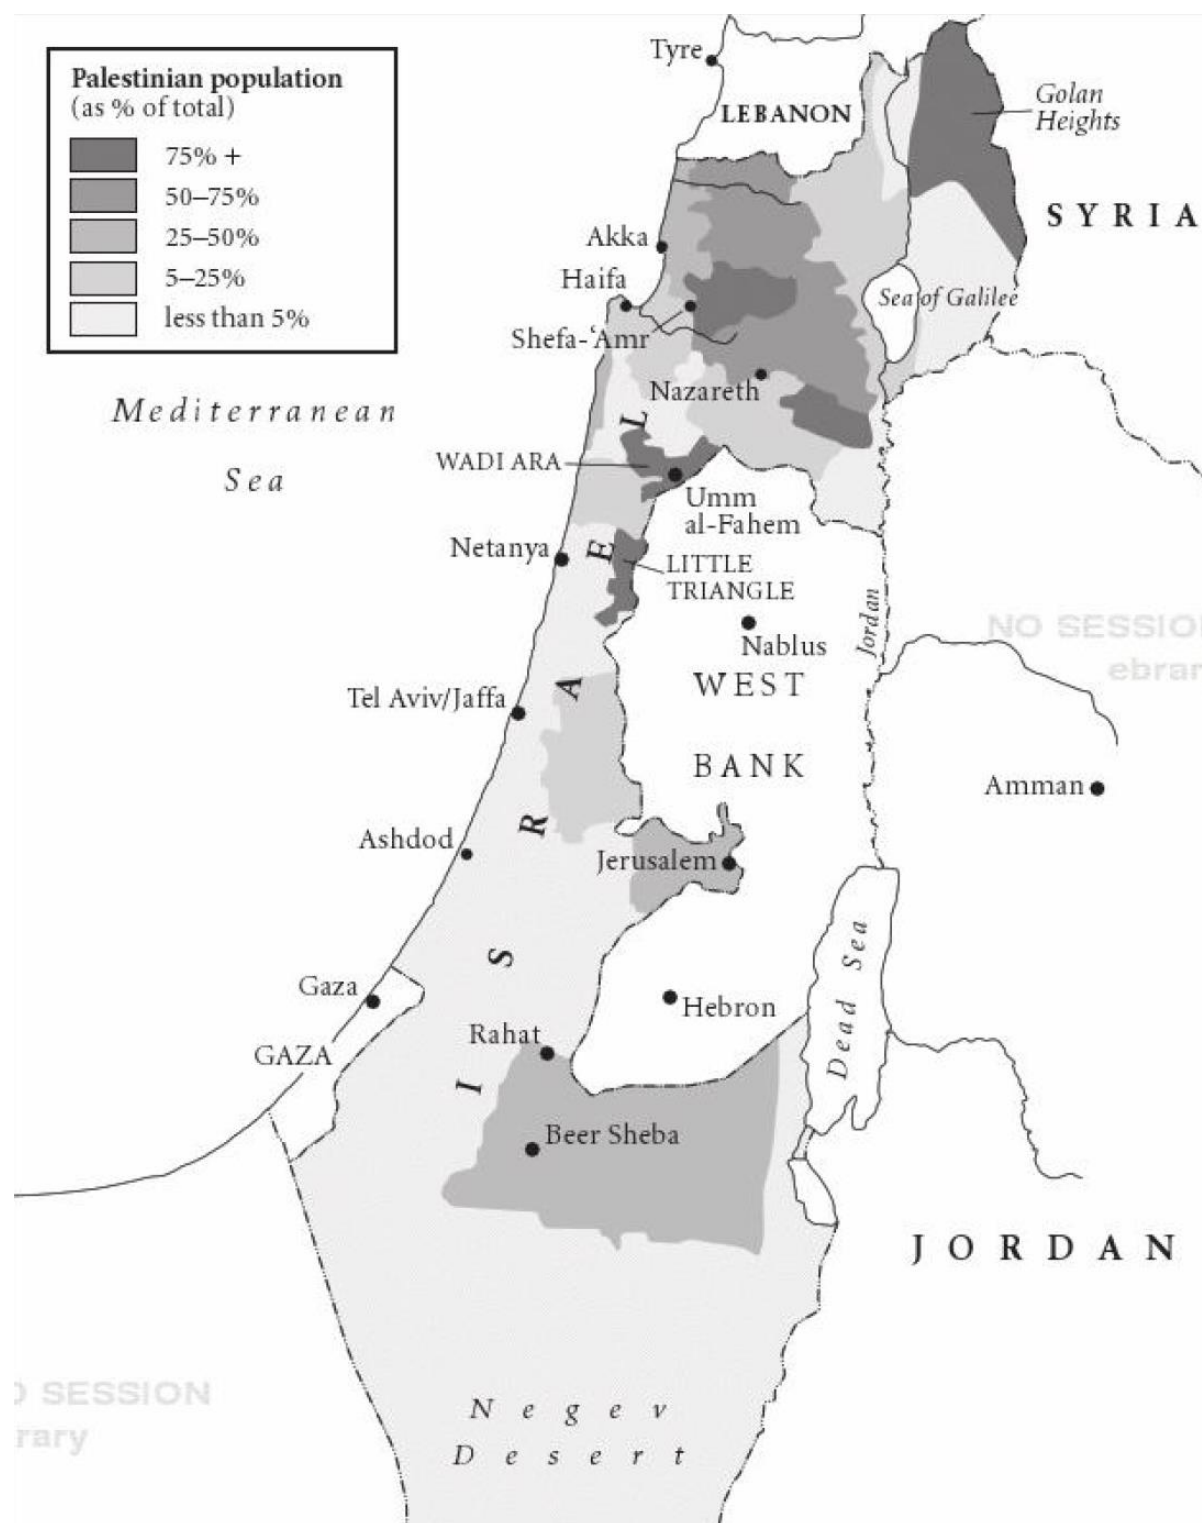 Palestinian population
(as % of total)
75% +
50–75%
25–50%
5–25%
less than 5%
Tyre
LEBANON
Golan
Heights
SYRIA
Akka
Haifa
Sea of Galilee
Shefa-‘Amr
Nazareth
Mediterranean
Sea
WADI ARA
Umm
al-Fahem
Netanya
LITTLE
TRIANGLE
Nablus
Jordan
WEST
BANK
NO SESSIO
ebrar
Tel Aviv/Jaffa
Amman
Ashdod
Jerusalem
ISRAEL
Gaza
GAZA
Hebron
Dead Sea
Rahat
Beer Sheba
JORDAN
SESSION
rary
Negev
Desert